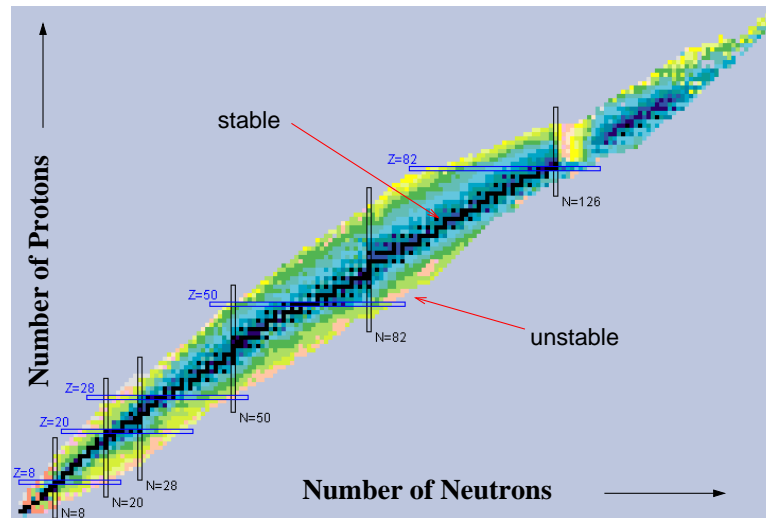 Number of Protons
stable
Z=82
N=126
Z=50
unstable
N=82
Z=28
N=50
Z=20
N=28
Z=8
N=20
N=8
Number of Neutrons